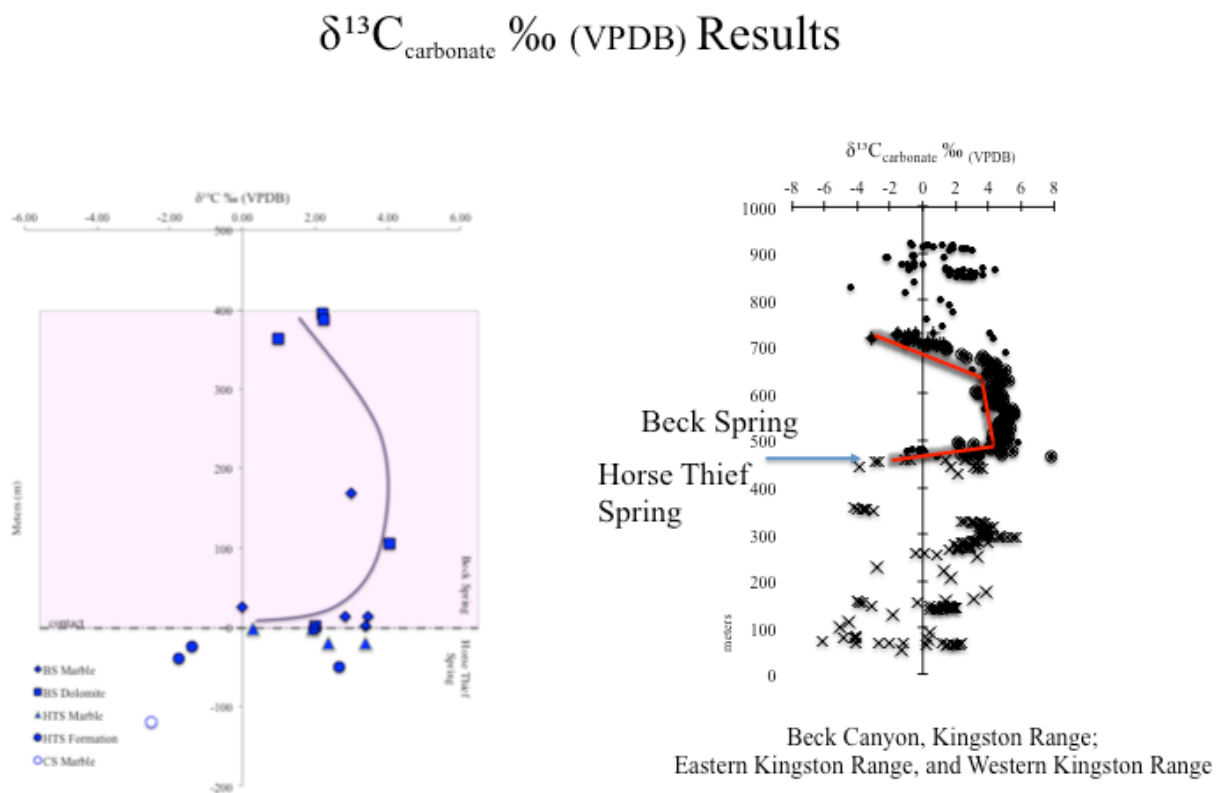 δ¹³Ccarbonate ‰ (VPDB) Results
δ¹³C ‰ (VPDB)
-6.00 -4.00 -2.00 0.00 2.00 4.00 6.00
500
400
300
200
100
0
-100
-200
Meters (m)
Beck Spring
contact
Horse Thief
Spring
BS Marble
BS Dolomite
HTS Marble
HTS Formation
CS Marble
δ¹³Ccarbonate ‰ (VPDB)
-8 -6 -4 -2 0 2 4 6 8
1000
900
800
700
600
500
400
300
200
100
0
meters
Beck Spring
Horse Thief
Spring
Beck Canyon, Kingston Range;
Eastern Kingston Range, and Western Kingston Range